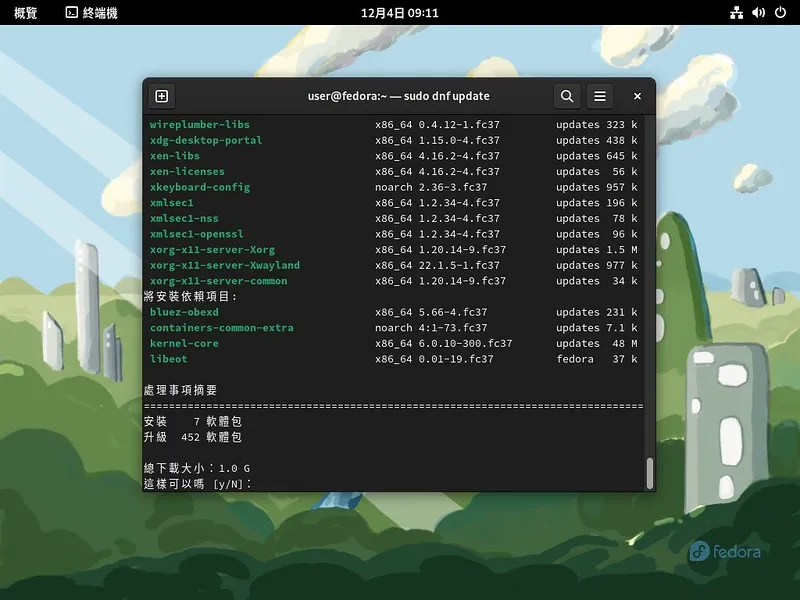 概覽 終端機 12月4日 09:11
user@fedora:~ — sudo dnf update
wireplumber-libs x86_64 0.4.12-1.fc37 updates 323 k
xdg-desktop-portal x86_64 1.15.0-4.fc37 updates 438 k
xen-libs x86_64 4.16.2-4.fc37 updates 645 k
xen-licenses x86_64 4.16.2-4.fc37 updates 56 k
xkeyboard-config noarch 2.36-3.fc37 updates 957 k
xmlsec1 x86_64 1.2.34-4.fc37 updates 196 k
xmlsec1-nss x86_64 1.2.34-4.fc37 updates 78 k
xmlsec1-openssl x86_64 1.2.34-4.fc37 updates 96 k
xorg-x11-server-Xorg x86_64 1.20.14-9.fc37 updates 1.5 M
xorg-x11-server-Xwayland x86_64 22.1.5-1.fc37 updates 977 k
xorg-x11-server-common x86_64 1.20.14-9.fc37 updates 34 k
將安裝依賴項目:
bluez-obexd x86_64 5.66-4.fc37 updates 231 k
containers-common-extra noarch 4:1-73.fc37 updates 7.1 k
kernel-core x86_64 6.0.10-300.fc37 updates 48 M
libeot x86_64 0.01-19.fc37 fedora 37 k
處理事項摘要
================================================================================
安裝 7 軟體包
升級 452 軟體包
總下載大小：1.0 G
這樣可以嗎 [y/N]：
fedora